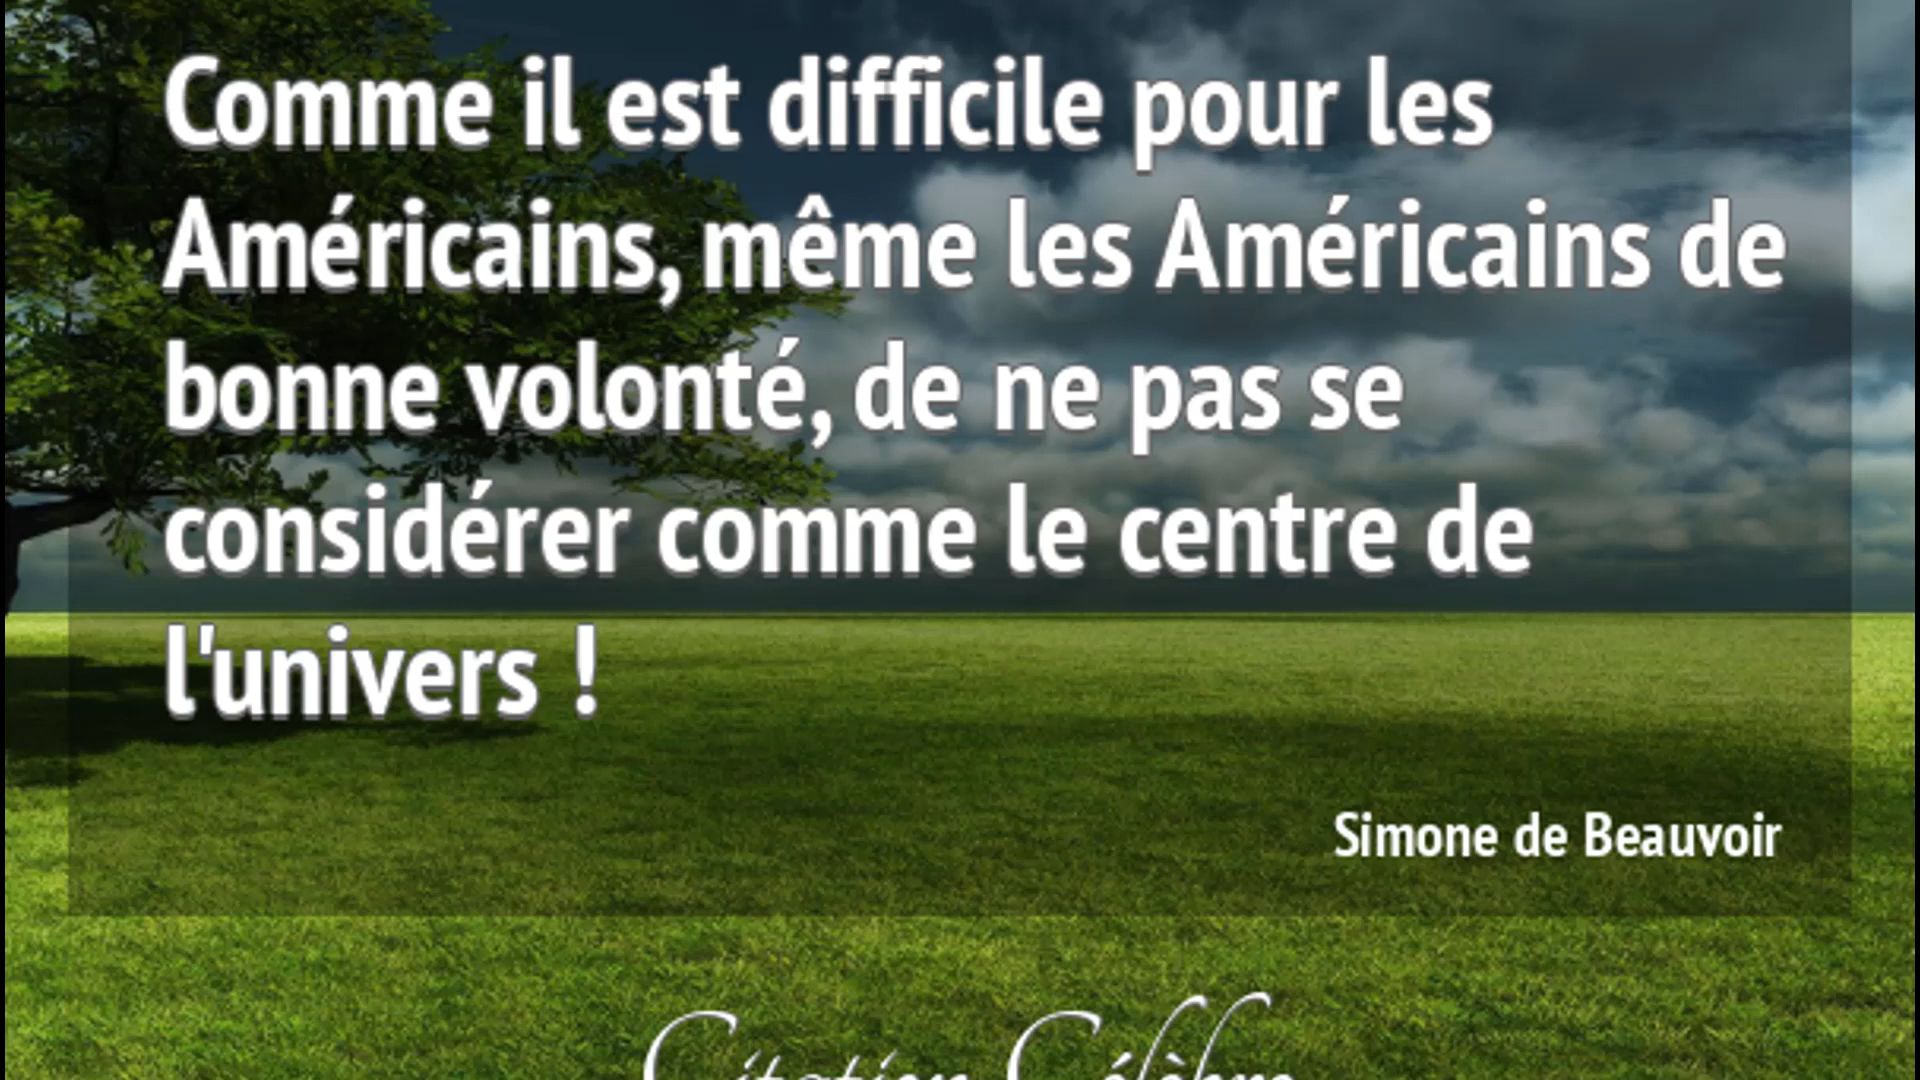 Comme il est difficile pour les
Américains, même les Américains de
bonne volonté, de ne pas se
considérer comme le centre de
l'univers !
Simone de Beauvoir
Citation Célèbre